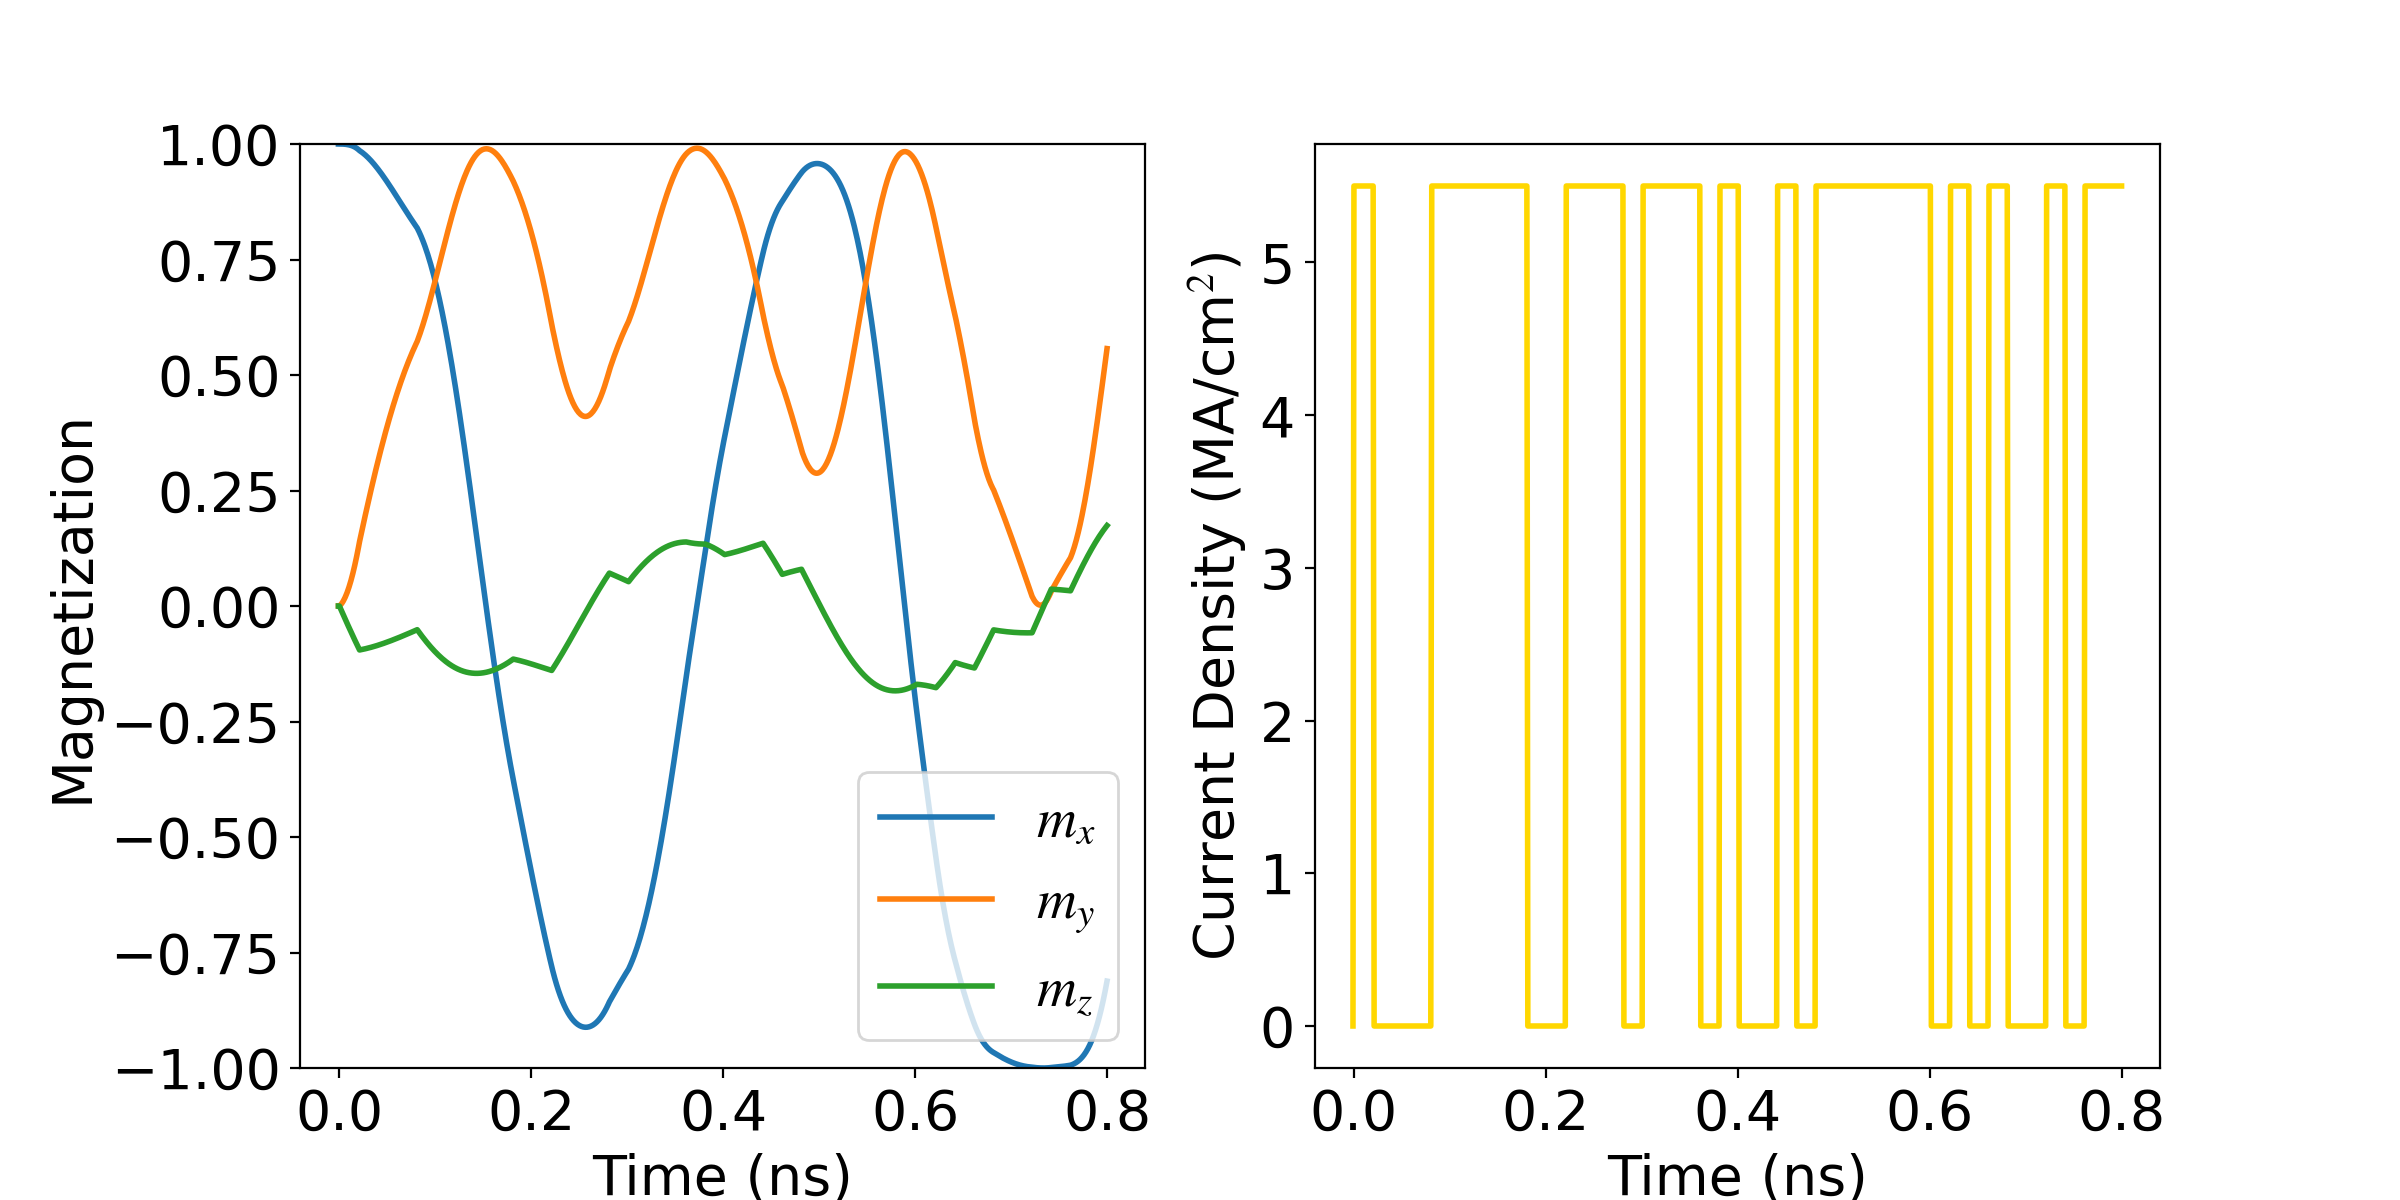 1.00
0.75
0.50
0.25
0.00
−0.25
−0.50
−0.75
−1.00
Magnetization
0.0 0.2 0.4 0.6 0.8
Time (ns)
m_x
m_y
m_z
5
4
3
2
1
0
Current Density (MA/cm²)
0.0 0.2 0.4 0.6 0.8
Time (ns)